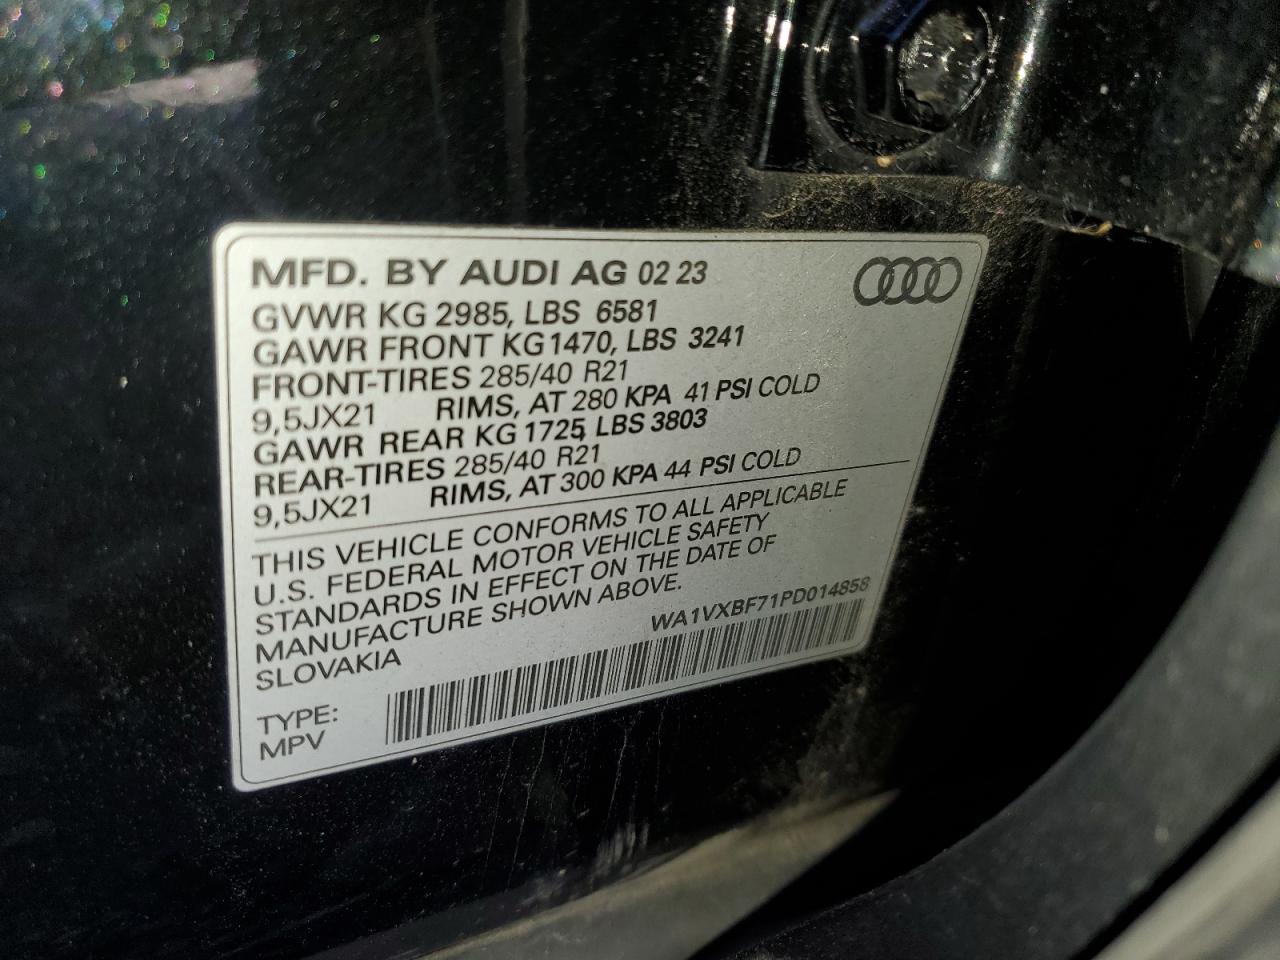 MFD. BY AUDI AG 02 23
GVWR KG 2985, LBS 6581
GAWR FRONT KG 1470, LBS 3241
FRONT-TIRES 285/40 R21
9,5JX21 RIMS, AT 280 KPA 41 PSI COLD
GAWR REAR KG 1725, LBS 3803
REAR-TIRES 285/40 R21
9,5JX21 RIMS, AT 300 KPA 44 PSI COLD
THIS VEHICLE CONFORMS TO ALL APPLICABLE
U.S. FEDERAL MOTOR VEHICLE SAFETY
STANDARDS IN EFFECT ON THE DATE OF
MANUFACTURE SHOWN ABOVE.
SLOVAKIA WA1VXBF71PD014858
TYPE:
MPV